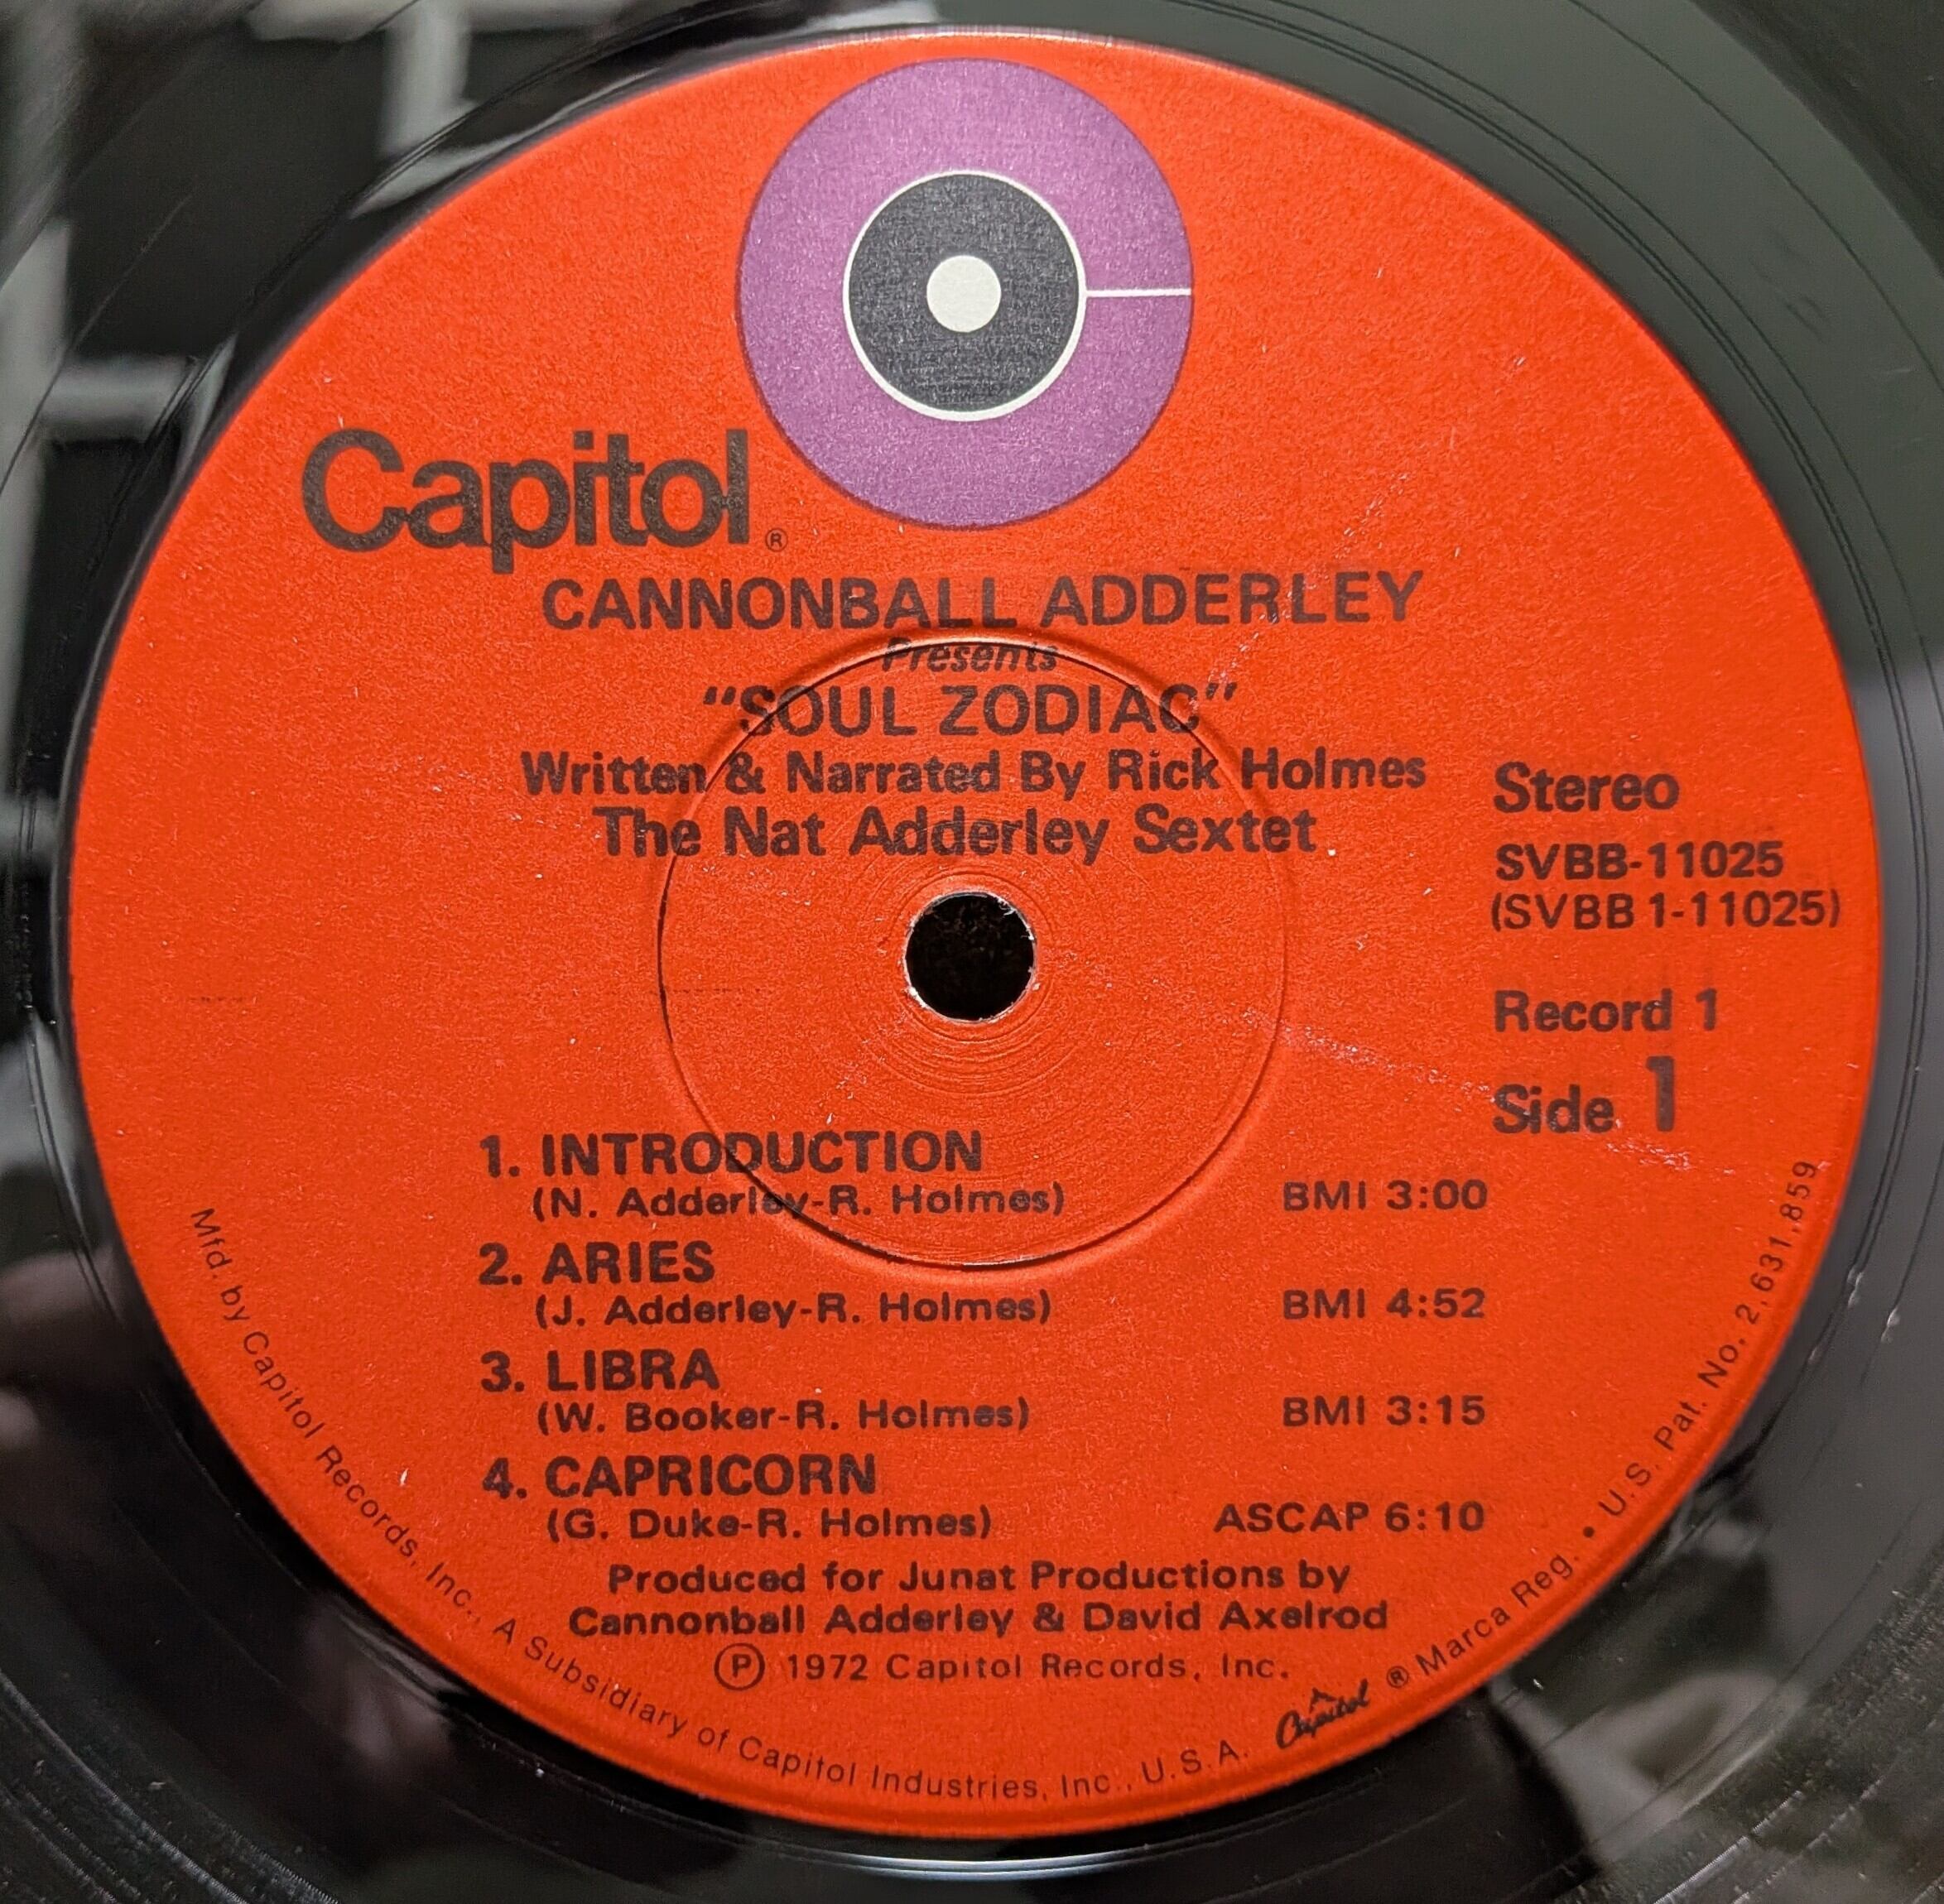 Capitol®
CANNONBALL ADDERLEY
Presents
“SOUL ZODIAC”
Written & Narrated By Rick Holmes
The Nat Adderley Sextet
Stereo
SVBB-11025
(SVBB 1-11025)
Record 1
Side 1
1. INTRODUCTION
(N. Adderley-R. Holmes) BMI 3:00
2. ARIES
(J. Adderley-R. Holmes) BMI 4:52
3. LIBRA
(W. Booker-R. Holmes) BMI 3:15
4. CAPRICORN
(G. Duke-R. Holmes) ASCAP 6:10
Produced for Junat Productions by
Cannonball Adderley & David Axelrod
Ⓟ 1972 Capitol Records, Inc.
Mfd. by Capitol Records, Inc., A Subsidiary of Capitol Industries, Inc., U.S.A. Capitol ® Marca Reg. • U.S. Pat. No. 2,631,859